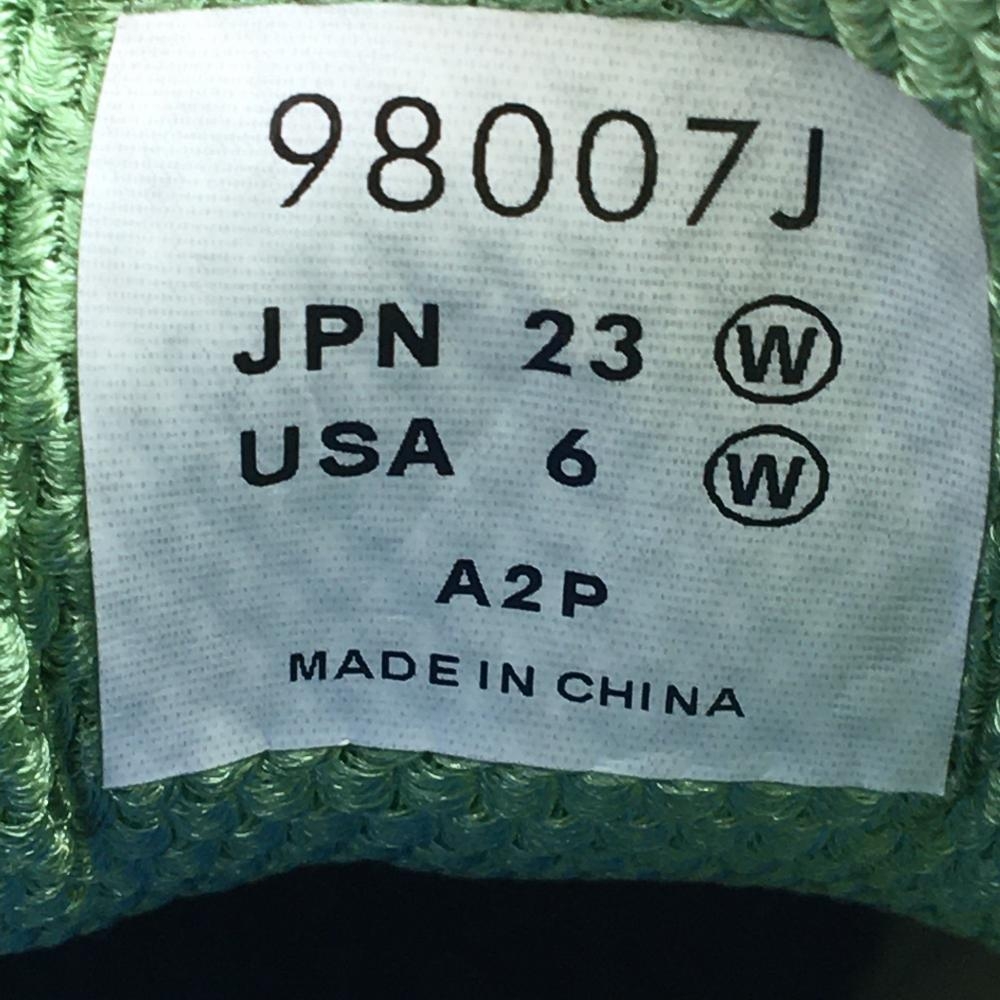 98007J
JPN 23 Ⓦ
USA 6 Ⓦ
A2P
MADE IN CHINA